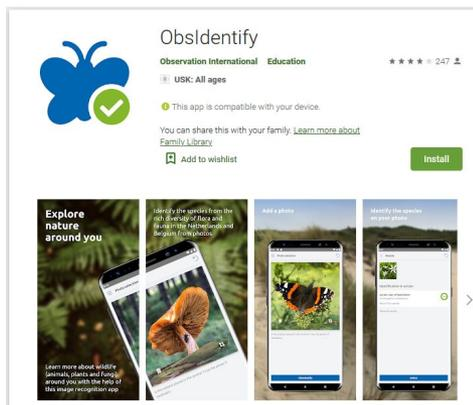 ObsIdentify
Observation International Education
247
USK: All ages
This app is compatible with your device.
You can share this with your family. Learn more about
Family Library
Add to wishlist
Install
Explore
nature
around you
Learn more about wildlife
(animals, plants and fungi)
around you with the help of
this image recognition app
Identify the species from the
rich diversity of flora and
fauna in the Netherlands and
Belgium from photos
Add a photo
Identify the species
on your photo